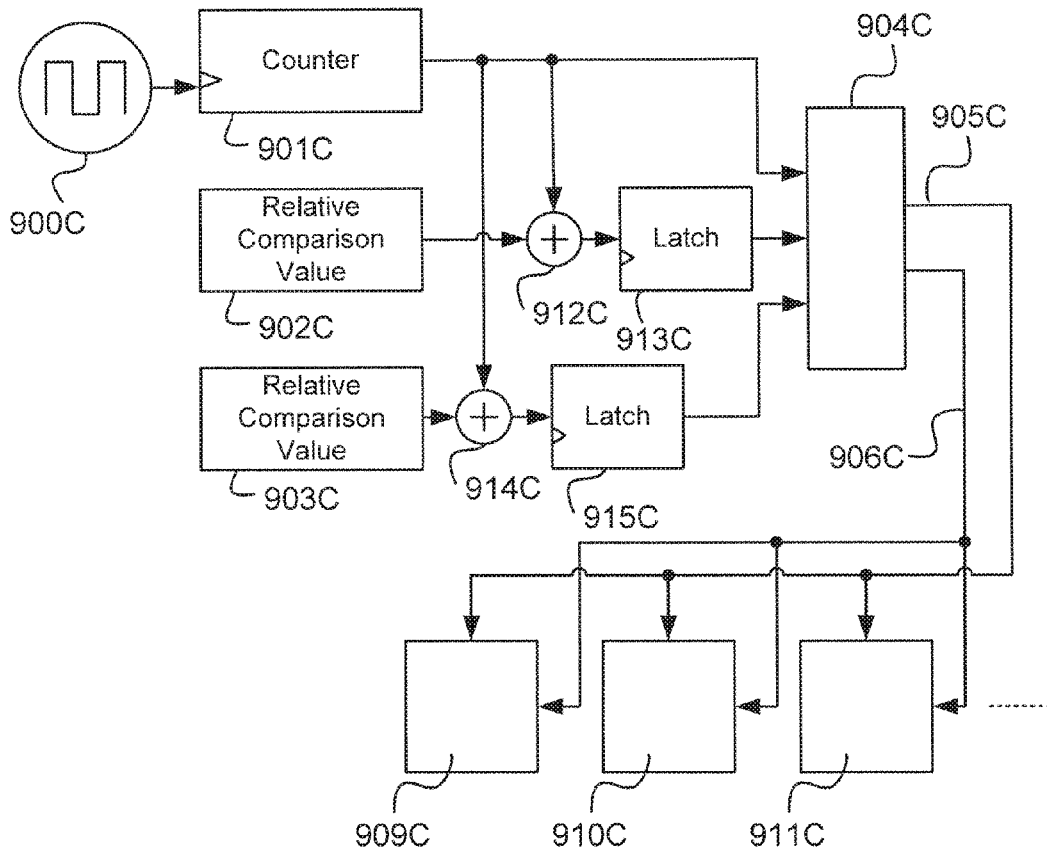 904C
Counter
905C
901C
900C
Relative
Comparison
Value
Latch
912C
902C
913C
Relative
Comparison
Value
Latch
906C
914C
903C
915C
909C
910C
911C